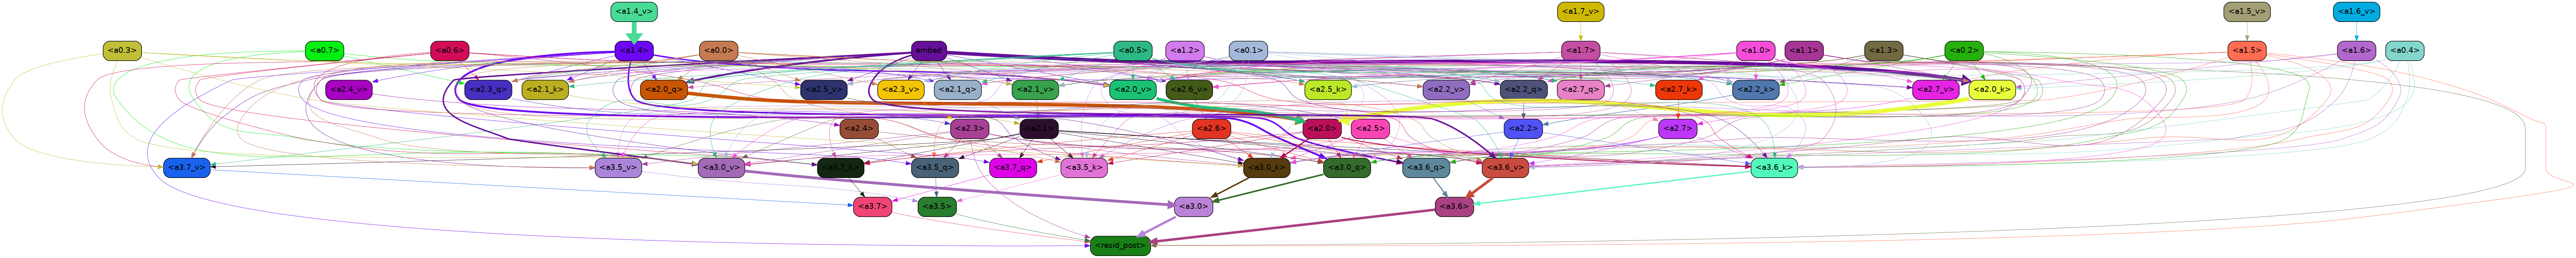 <a1.4_v> <a1.7_v> <a1.5_v> <a1.6_v>
<a0.3> <a0.7> <a0.6> <a1.4> <a0.0> embed <a0.5> <a1.2> <a0.1> <a1.7> <a1.0> <a1.1> <a1.3> <a0.2> <a1.5> <a1.6> <a0.4>
<a2.4_v> <a2.3_q> <a2.1_k> <a2.0_q> <a2.5_v> <a2.3_v> <a2.1_q> <a2.1_v> <a2.0_v> <a2.6_v> <a2.5_k> <a2.2_v> <a2.2_q> <a2.7_q> <a2.7_k> <a2.2_k> <a2.7_v> <a2.0_k>
<a2.4> <a2.3> <a2.1> <a2.6> <a2.0> <a2.5> <a2.2> <a2.7>
<a3.7_v> <a3.5_v> <a3.0_v> <a3.7_k> <a3.5_q> <a3.7_q> <a3.5_k> <a3.0_k> <a3.0_q> <a3.6_q> <a3.6_v> <a3.6_k>
<a3.7> <a3.5> <a3.0> <a3.6>
<resid_post>